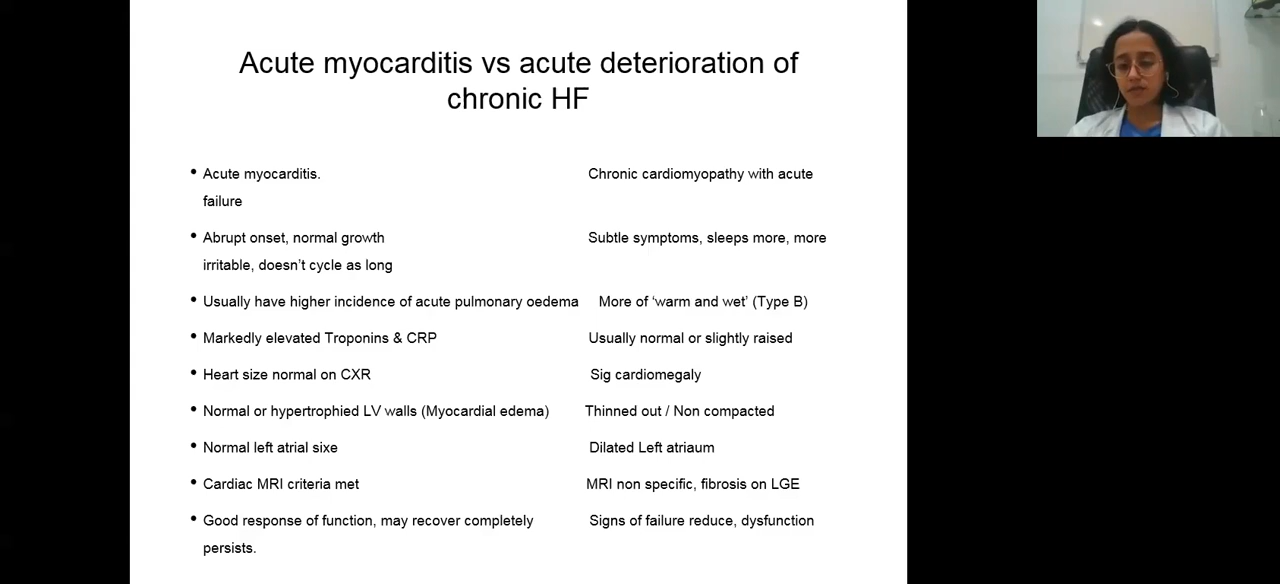 Acute myocarditis vs acute deterioration of
chronic HF
• Acute myocarditis. Chronic cardiomyopathy with acute
failure
• Abrupt onset, normal growth Subtle symptoms, sleeps more, more
irritable, doesn't cycle as long
• Usually have higher incidence of acute pulmonary oedema More of 'warm and wet' (Type B)
• Markedly elevated Troponins & CRP Usually normal or slightly raised
• Heart size normal on CXR Sig cardiomegaly
• Normal or hypertrophied LV walls (Myocardial edema) Thinned out / Non compacted
• Normal left atrial sixe Dilated Left atriaum
• Cardiac MRI criteria met MRI non specific, fibrosis on LGE
• Good response of function, may recover completely Signs of failure reduce, dysfunction
persists.